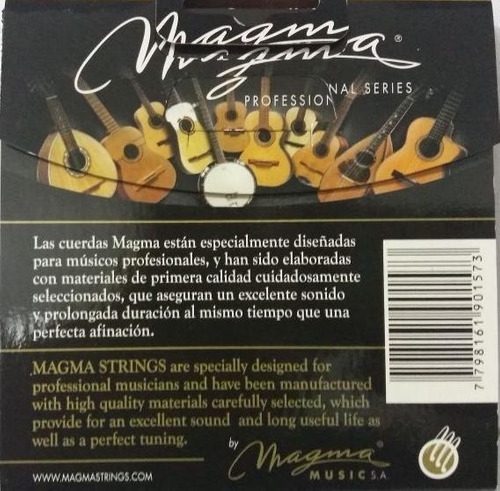 Magma®
PROFESSIONAL SERIES
Las cuerdas Magma están especialmente diseñadas
para músicos profesionales, y han sido elaboradas
con materiales de primera calidad cuidadosamente
seleccionados, que aseguran un excelente sonido
y prolongada duración al mismo tiempo que una
perfecta afinación.
7 798161 901573
MAGMA STRINGS are specially designed for
professional musicians and have been manufactured
with high quality materials carefully selected, which
provide for an excellent sound and long useful life as
well as a perfect tuning.
by
Magma®
MUSIC S.A.
WWW.MAGMASTRINGS.COM